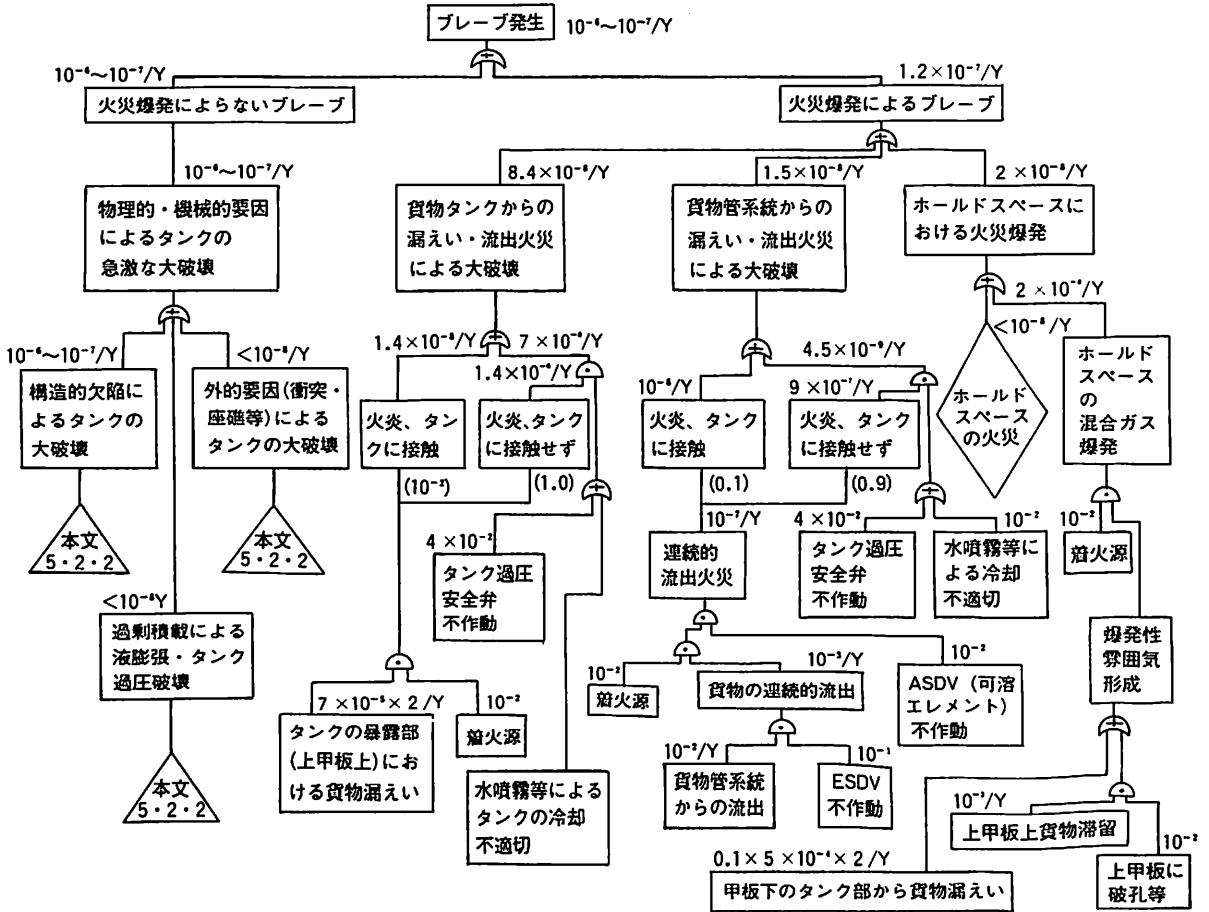 ブレーブ発生
10⁻⁶～10⁻⁷/Y
10⁻⁶～10⁻⁷/Y
火災爆発によらないブレーブ
1.2×10⁻⁷/Y
火災爆発によるブレーブ
10⁻⁶～10⁻⁷/Y
物理的・機械的要因
によるタンクの
急激な大破壊
8.4×10⁻⁸/Y
貨物タンクからの
漏えい・流出火災
による大破壊
1.5×10⁻⁸/Y
貨物管系統からの
漏えい・流出火災
による大破壊
2×10⁻⁸/Y
ホールドスペースに
おける火災爆発
10⁻⁶～10⁻⁷/Y
構造的欠陥に
よるタンクの
大破壊
<10⁻⁸/Y
外的要因(衝突・
座礁等)による
タンクの大破壊
1.4×10⁻⁸/Y
火炎、タン
クに接触
7×10⁻⁸/Y
1.4×10⁻⁶/Y
火炎、タンク
に接触せず
10⁻⁸/Y
火炎、タンク
に接触
4.5×10⁻⁹/Y
9×10⁻⁷/Y
火炎、タンク
に接触せず
<10⁻⁸/Y
ホールド
スペース
の火災
2×10⁻⁸/Y
ホールド
スペース
の
混合ガス
爆発
本文
5・2・2
本文
5・2・2
(10⁻²)
(1.0)
(0.1)
(0.9)
4×10⁻²
タンク過圧
安全弁
不作動
10⁻⁷/Y
連続的
流出火災
4×10⁻²
タンク過圧
安全弁
不作動
10⁻²
水噴霧等に
よる冷却
不適切
10⁻²
着火源
<10⁻⁸Y
過剰積載による
液膨張・タンク
過圧破壊
爆発性
雰囲気
形成
本文
5・2・2
7×10⁻⁵×2/Y
タンクの暴露部
(上甲板上)にお
ける貨物漏えい
10⁻²
着火源
水噴霧等による
タンクの冷却
不適切
10⁻²
着火源
10⁻³/Y
貨物の連続的流出
10⁻²
ASDV（可溶
エレメント）
不作動
10⁻²/Y
貨物管系統
からの流出
10⁻¹
ESDV
不作動
10⁻³/Y
上甲板上貨物滞留
10⁻²
上甲板に
破孔等
0.1×5×10⁻⁴×2/Y
甲板下のタンク部から貨物漏えい